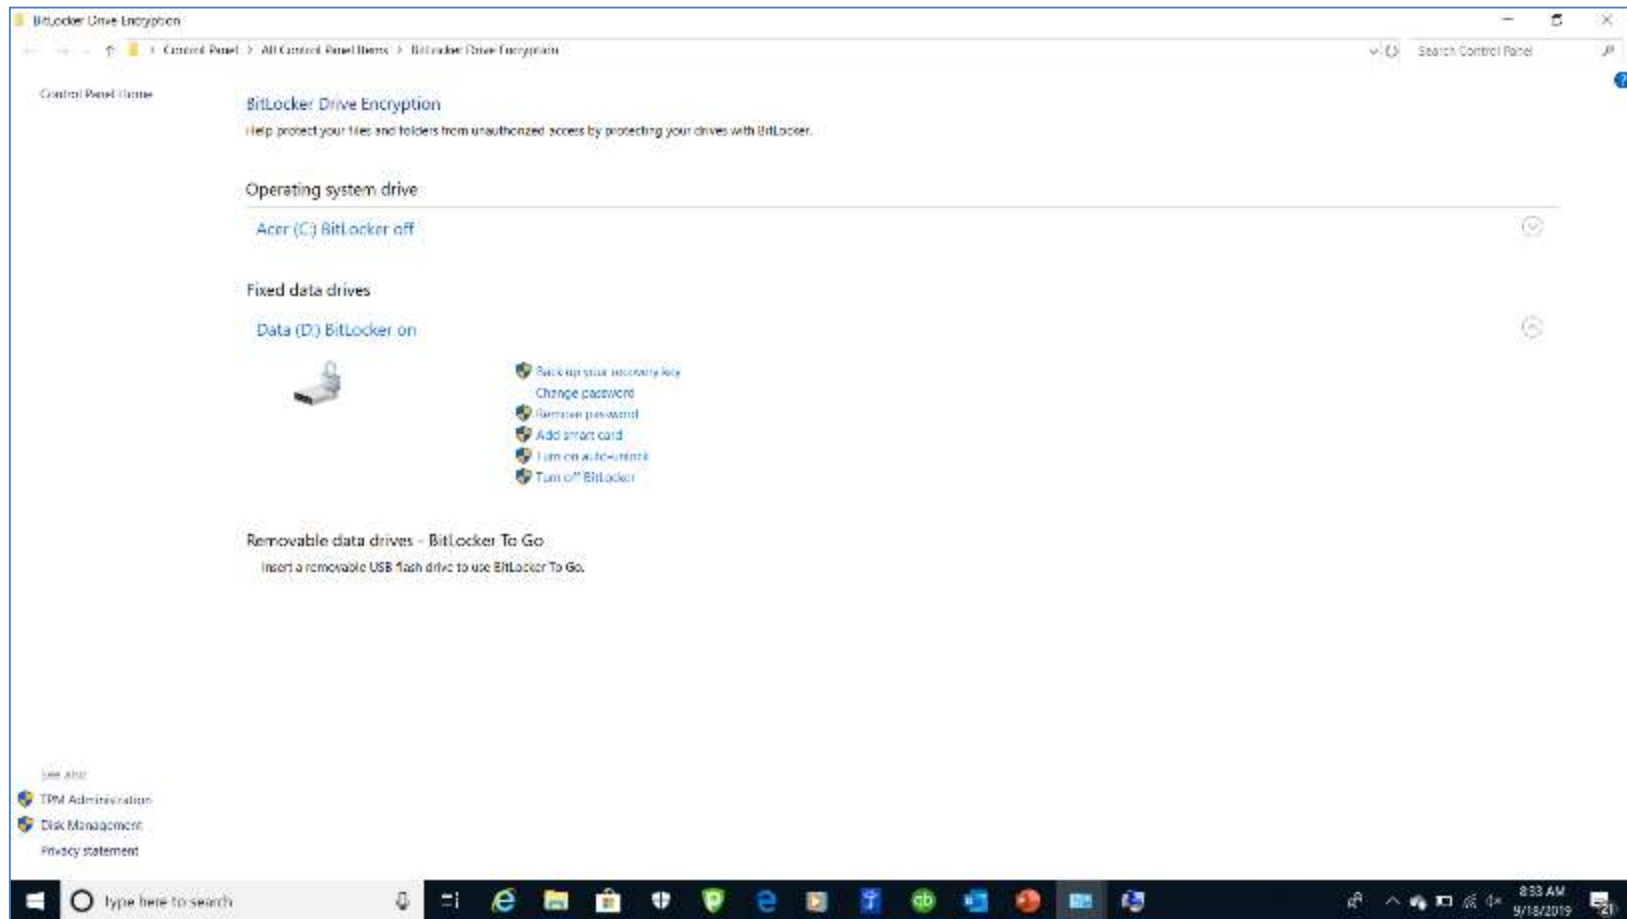 BitLocker Drive Encryption
Control Panel > All Control Panel Items > BitLocker Drive Encryption
Search Control Panel
Control Panel Home
BitLocker Drive Encryption
Help protect your files and folders from unauthorized access by protecting your drives with BitLocker.
Operating system drive
Acer (C:) BitLocker off
Fixed data drives
Data (D:) BitLocker on
Back up your recovery key
Change password
Remove password
Add smart card
Turn on auto-unlock
Turn off BitLocker
Removable data drives - BitLocker To Go
Insert a removable USB flash drive to use BitLocker To Go.
See also
TPM Administration
Disk Management
Privacy statement
Type here to search
qb
8:33 AM
9/18/2019
21